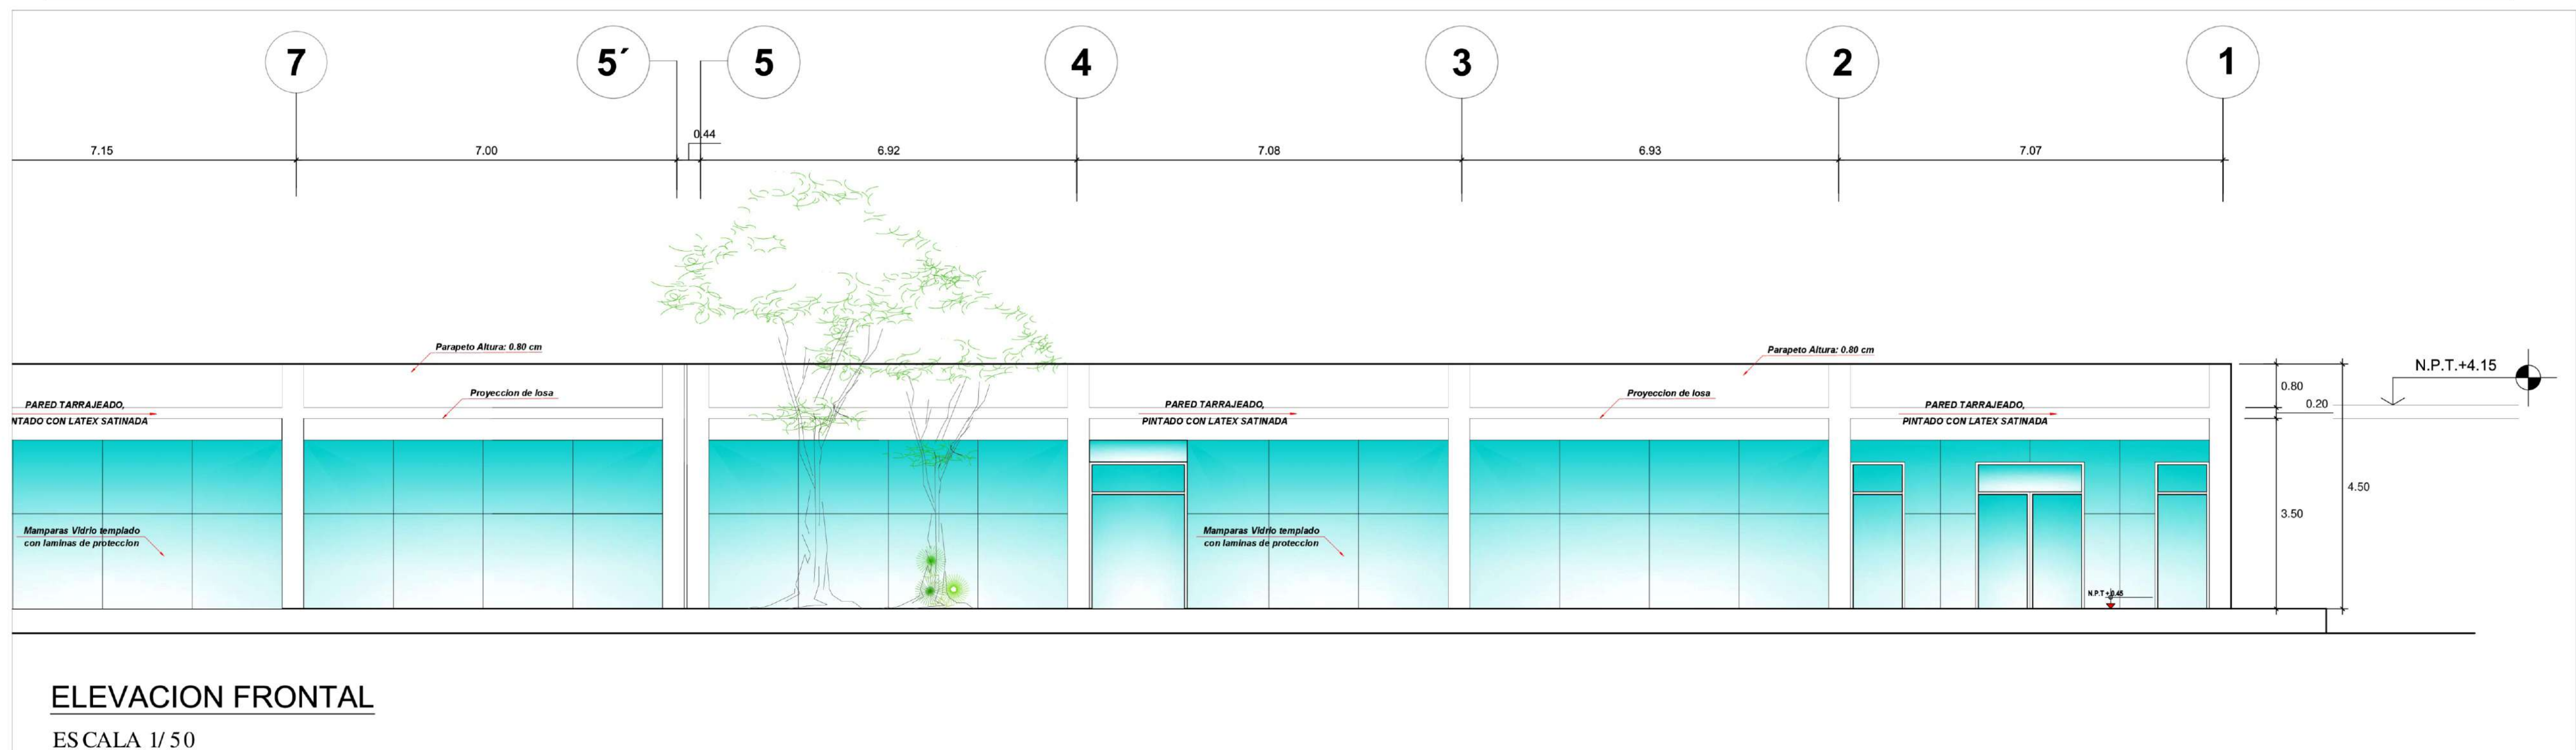 7
5´
5
4
3
2
1
0.44
7.15
7.00
6.92
7.08
6.93
7.07
Parapeto Altura: 0.80 cm
Parapeto Altura: 0.80 cm
N.P.T.+4.15
Proyeccion de losa
Proyeccion de losa
0.80
0.20
PARED TARRAJEADO,
NTADO CON LATEX SATINADA
PARED TARRAJEADO,
PINTADO CON LATEX SATINADA
PARED TARRAJEADO,
PINTADO CON LATEX SATINADA
4.50
3.50
Mamparas Vidrio templado
con laminas de proteccion
Mamparas Vidrio templado
con laminas de proteccion
N.P.T + 0.45
ELEVACION FRONTAL
ESCALA 1/50